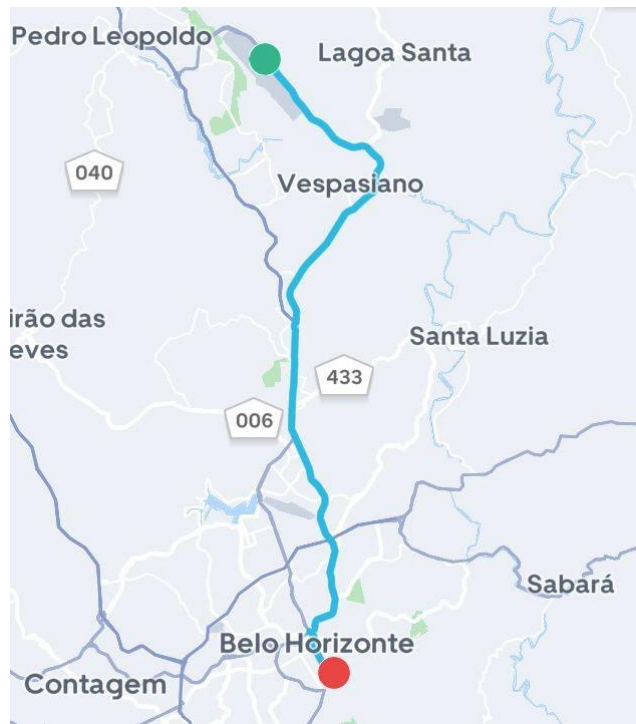 Pedro Leopoldo
Lagoa Santa
040
Vespasiano
irão das
eves
Santa Luzia
433
006
Sabará
Belo Horizonte
Contagem